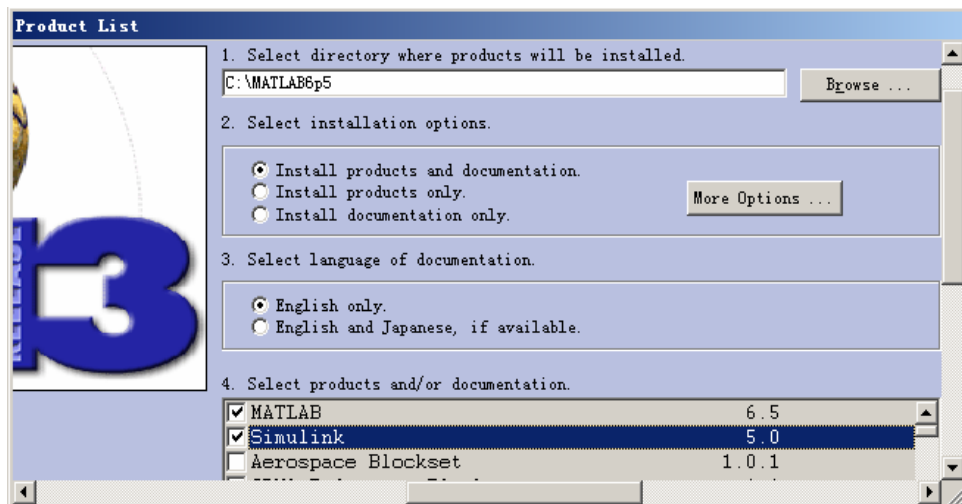 Product List
1. Select directory where products will be installed.
C:\MATLAB6p5
Browse ...
2. Select installation options.
Install products and documentation.
Install products only.
More Options ...
Install documentation only.
3. Select language of documentation.
English only.
English and Japanese, if available.
4. Select products and/or documentation.
MATLAB 6.5
Simulink 5.0
Aerospace Blockset 1.0.1
RELEASE
13